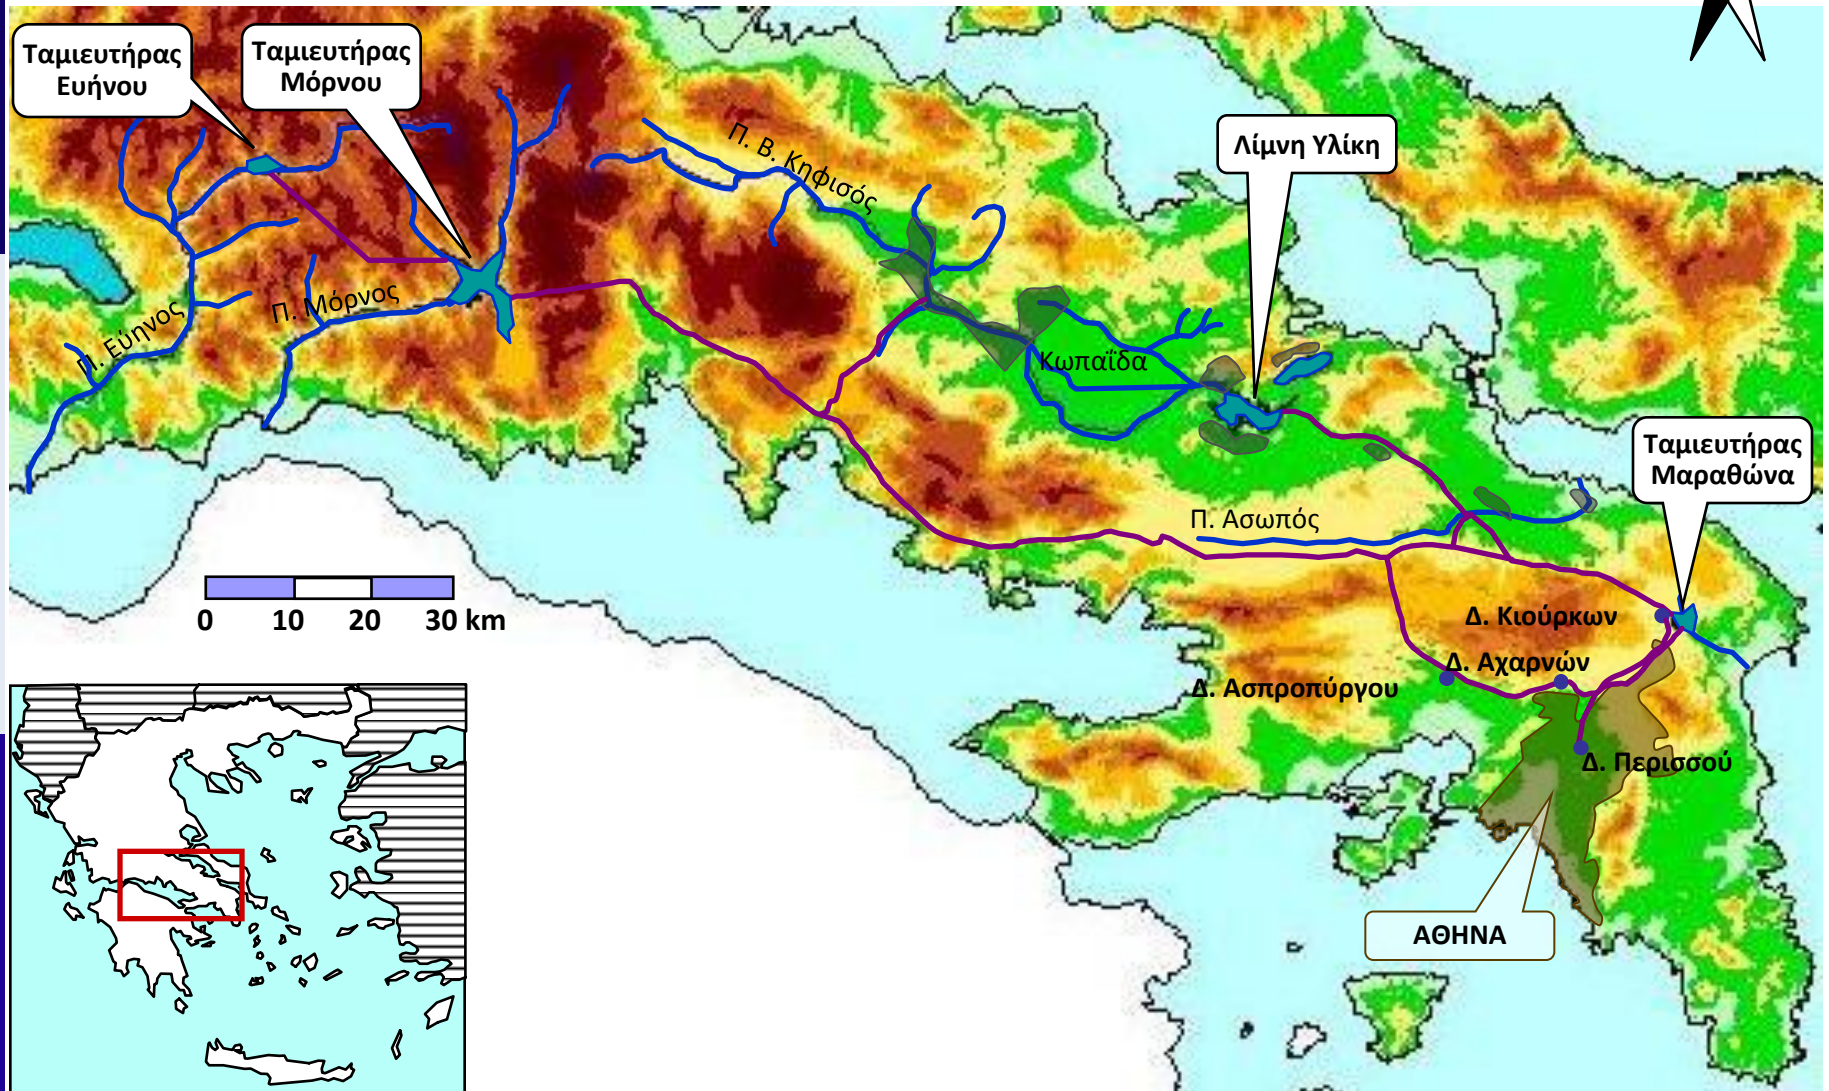 Ταμιευτήρας
Ευήνου
Ταμιευτήρας
Μόρνου
Π. Β. Κηφισός
Λίμνη Υλίκη
Π. Μόρνος
Π. Εύηνος
Κωπαΐδα
Ταμιευτήρας
Μαραθώνα
Π. Ασωπός
0 10 20 30 km
Δ. Κιούρκων
Δ. Αχαρνών
Δ. Ασπροπύργου
Δ. Περισσού
ΑΘΗΝΑ